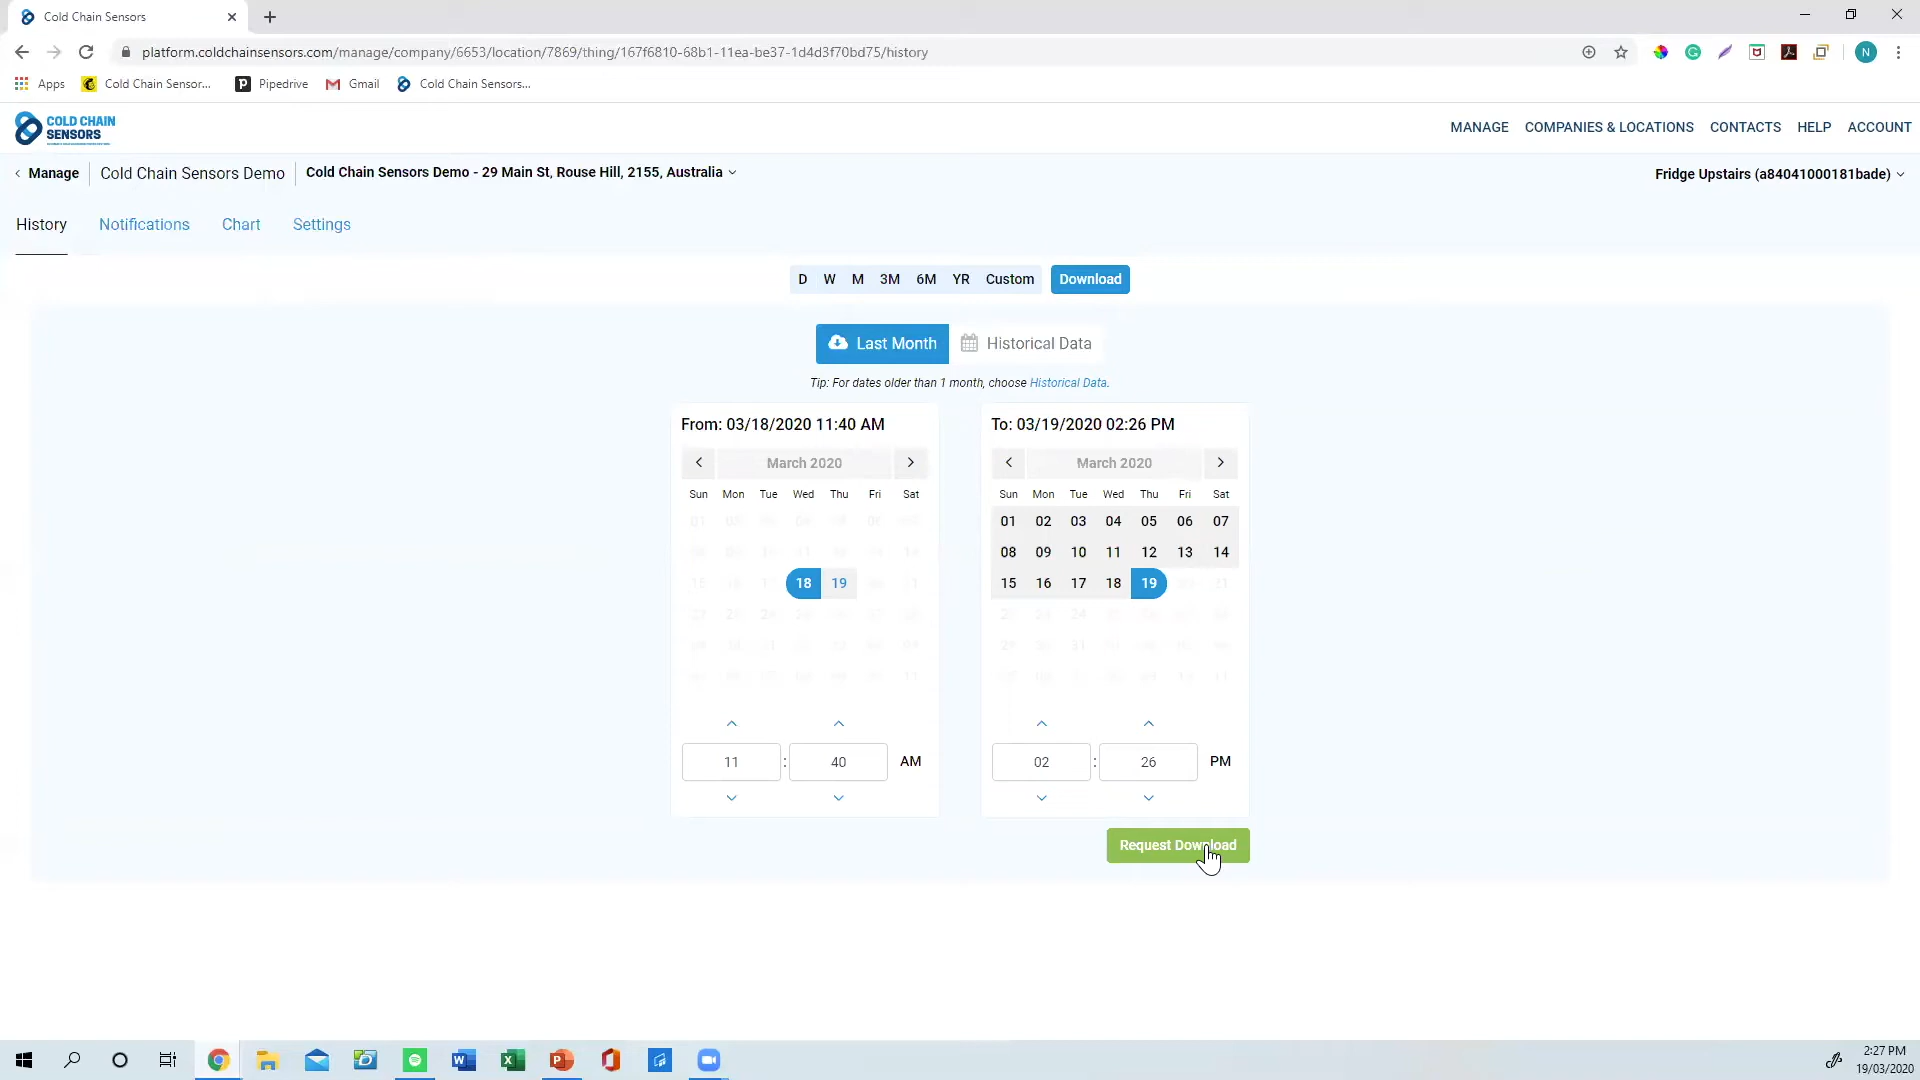 Cold Chain Sensors
platform.coldchainsensors.com/manage/company/6653/location/7869/thing/167f6810-68b1-11ea-be37-1d4d3f70bd75/history
N
Apps Cold Chain Sensor... Pipedrive Gmail Cold Chain Sensors...
COLD CHAIN
SENSORS
MANAGE COMPANIES & LOCATIONS CONTACTS HELP ACCOUNT
Manage Cold Chain Sensors Demo Cold Chain Sensors Demo - 29 Main St, Rouse Hill, 2155, Australia Fridge Upstairs (a84041000181bade)
History Notifications Chart Settings
D W M 3M 6M YR Custom Download
Last Month Historical Data
Tip: For dates older than 1 month, choose Historical Data.
From: 03/18/2020 11:40 AM
March 2020
Sun Mon Tue Wed Thu Fri Sat
18 19
11 : 40 AM
To: 03/19/2020 02:26 PM
March 2020
Sun Mon Tue Wed Thu Fri Sat
01 02 03 04 05 06 07
08 09 10 11 12 13 14
15 16 17 18 19
02 : 26 PM
Request Download
2:27 PM
19/03/2020